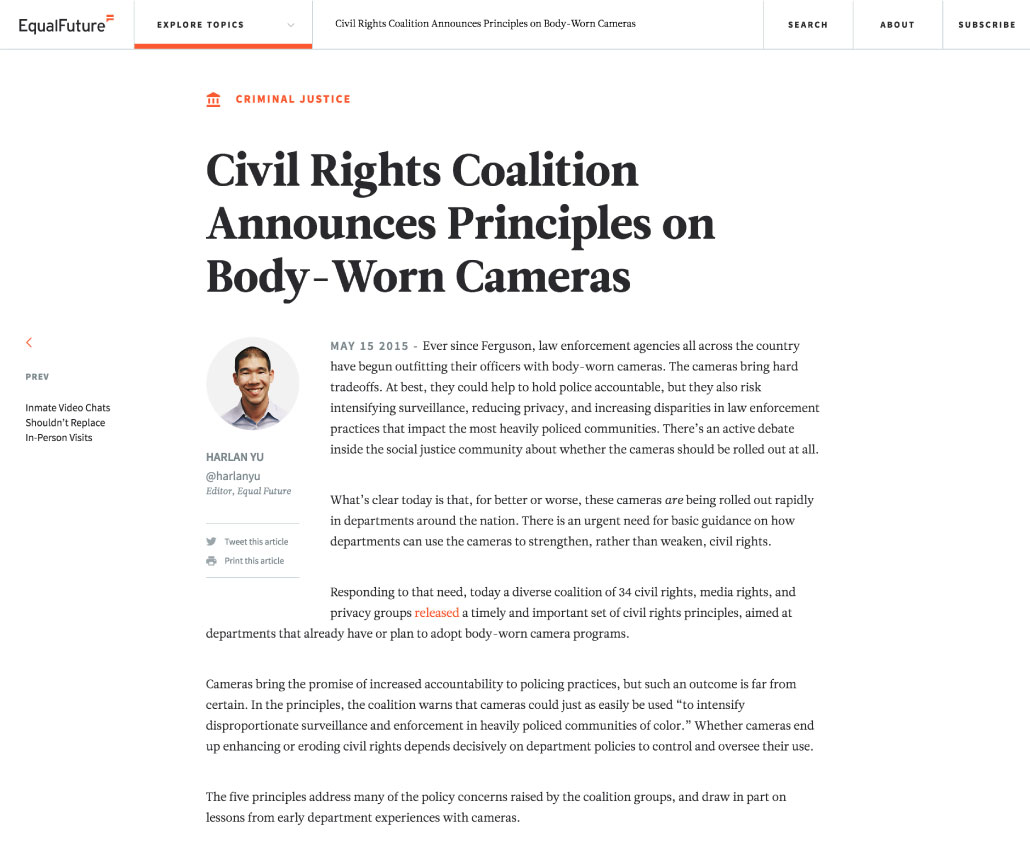 EqualFuture
EXPLORE TOPICS
Civil Rights Coalition Announces Principles on Body-Worn Cameras
SEARCH
ABOUT
SUBSCRIBE
CRIMINAL JUSTICE
Civil Rights Coalition
Announces Principles on
Body-Worn Cameras
PREV
Inmate Video Chats
Shouldn't Replace
In-Person Visits
HARLAN YU
@harlanyu
Editor, Equal Future
Tweet this article
Print this article
MAY 15 2015 - Ever since Ferguson, law enforcement agencies all across the country
have begun outfitting their officers with body-worn cameras. The cameras bring hard
tradeoffs. At best, they could help to hold police accountable, but they also risk
intensifying surveillance, reducing privacy, and increasing disparities in law enforcement
practices that impact the most heavily policed communities. There's an active debate
inside the social justice community about whether the cameras should be rolled out at all.
What's clear today is that, for better or worse, these cameras are being rolled out rapidly
in departments around the nation. There is an urgent need for basic guidance on how
departments can use the cameras to strengthen, rather than weaken, civil rights.
Responding to that need, today a diverse coalition of 34 civil rights, media rights, and
privacy groups released a timely and important set of civil rights principles, aimed at
departments that already have or plan to adopt body-worn camera programs.
Cameras bring the promise of increased accountability to policing practices, but such an outcome is far from
certain. In the principles, the coalition warns that cameras could just as easily be used “to intensify
disproportionate surveillance and enforcement in heavily policed communities of color.” Whether cameras end
up enhancing or eroding civil rights depends decisively on department policies to control and oversee their use.
The five principles address many of the policy concerns raised by the coalition groups, and draw in part on
lessons from early department experiences with cameras.